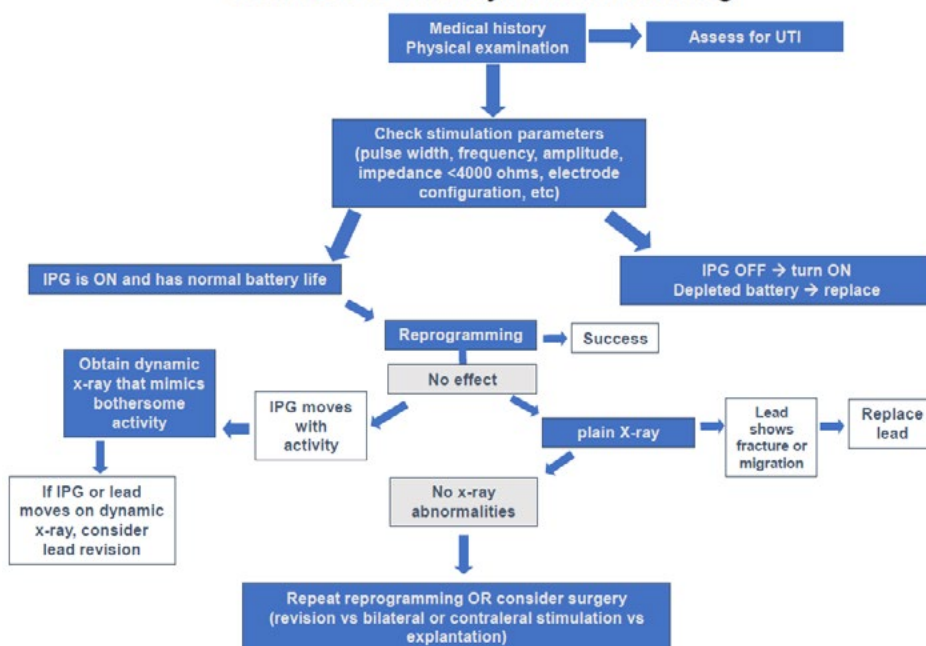 Medical history
Physical examination
Assess for UTI
Check stimulation parameters
(pulse width, frequency, amplitude,
impedance <4000 ohms, electrode
configuration, etc)
IPG is ON and has normal battery life
IPG OFF → turn ON
Depleted battery → replace
Reprogramming
Success
No effect
Obtain dynamic
x-ray that mimics
bothersome
activity
IPG moves
with
activity
plain X-ray
Lead
shows
fracture or
migration
Replace
lead
If IPG or lead
moves on dynamic
x-ray, consider
lead revision
No x-ray
abnormalities
Repeat reprogramming OR consider surgery
(revision vs bilateral or contraleral stimulation vs
explantation)